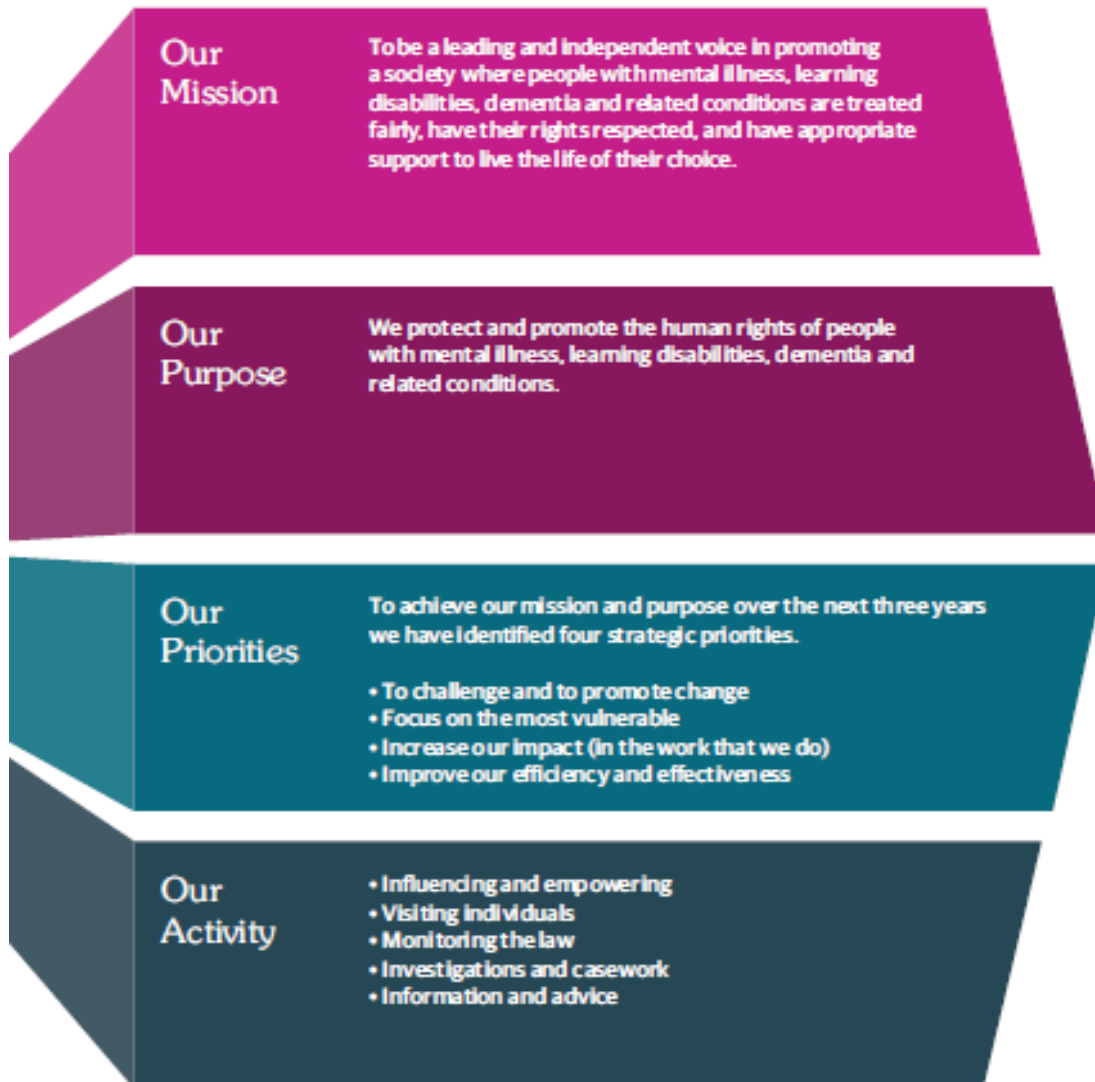 Our
Mission
To be a leading and independent voice in promoting
a society where people with mental illness, learning
disabilities, dementia and related conditions are treated
fairly, have their rights respected, and have appropriate
support to live the life of their choice.
Our
Purpose
We protect and promote the human rights of people
with mental illness, learning disabilities, dementia and
related conditions.
Our
Priorities
To achieve our mission and purpose over the next three years
we have identified four strategic priorities.
• To challenge and to promote change
• Focus on the most vulnerable
• Increase our impact (in the work that we do)
• Improve our efficiency and effectiveness
Our
Activity
• Influencing and empowering
• Visiting individuals
• Monitoring the law
• Investigations and casework
• Information and advice